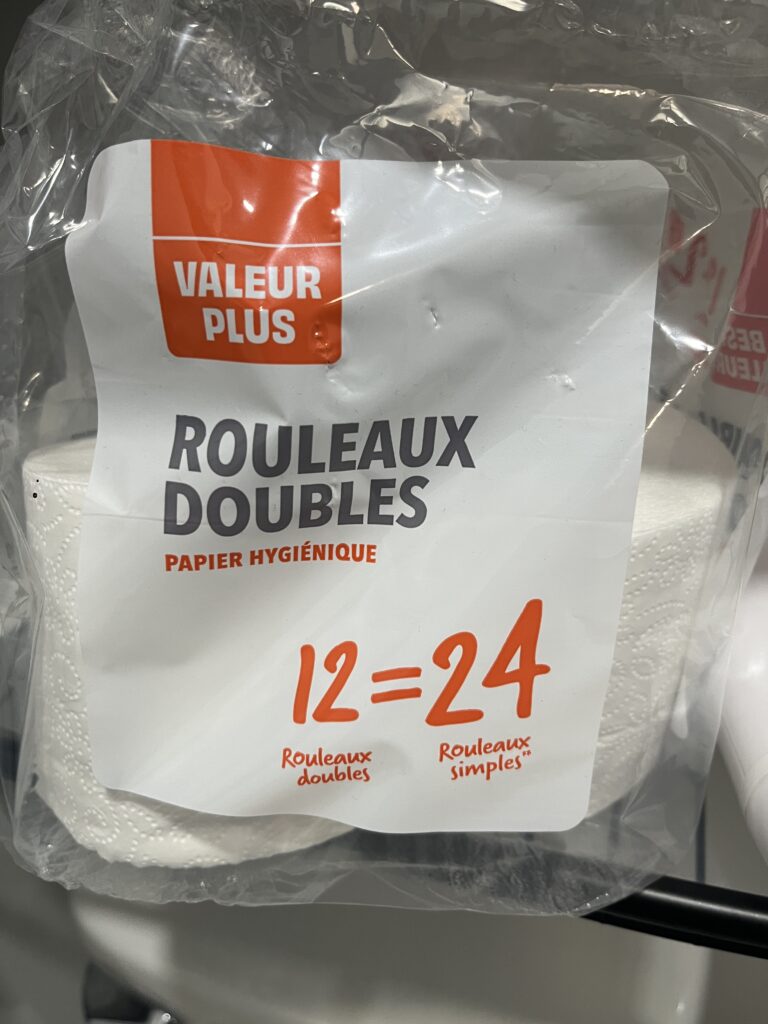 VALEUR
PLUS
ROULEAUX
DOUBLES
PAPIER HYGIÉNIQUE
12=24
Rouleaux
doubles
Rouleaux
simples**